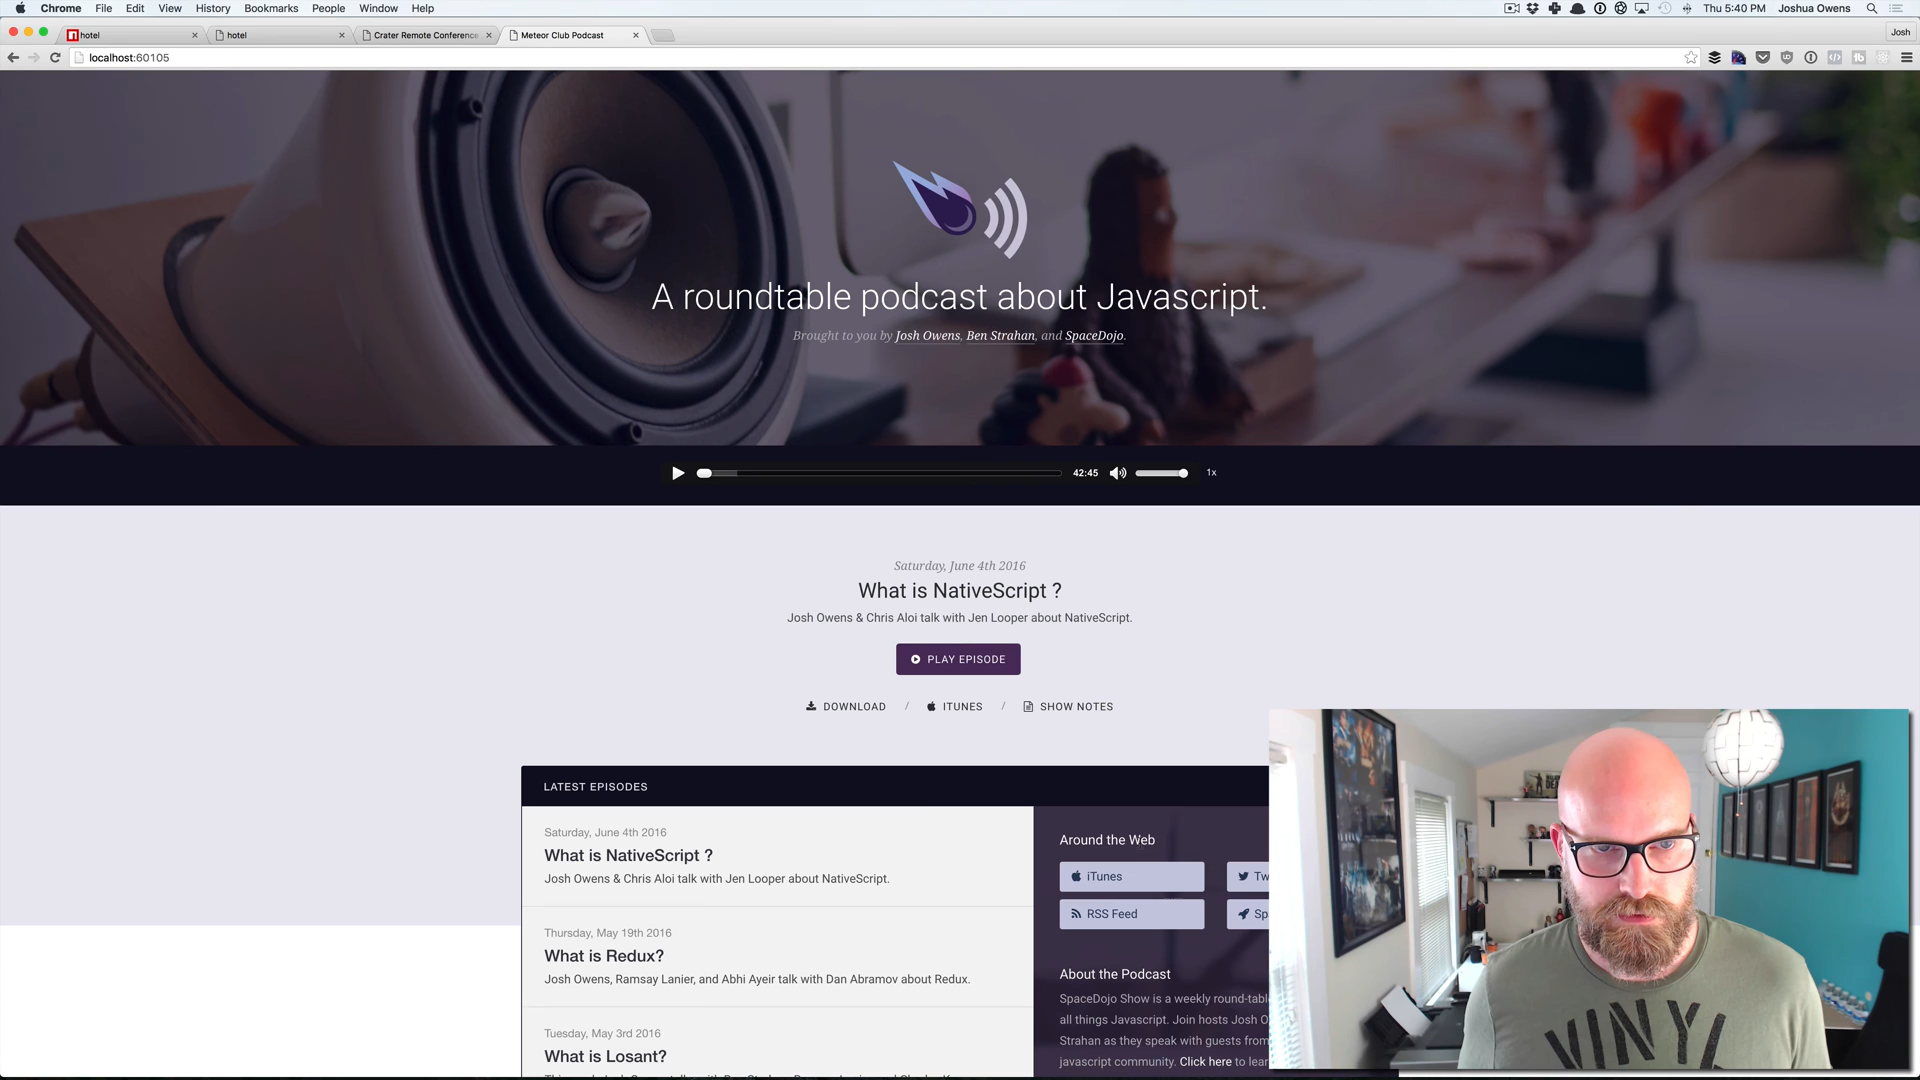 Chrome File Edit View History Bookmarks People Window Help Thu 5:40 PM Joshua Owens
hotel hotel Crater Remote Conference Meteor Club Podcast Josh
localhost:60105
A roundtable podcast about Javascript.
Brought to you by Josh Owens, Ben Strahan, and SpaceDojo.
42:45 1x
Saturday, June 4th 2016
What is NativeScript ?
Josh Owens & Chris Aloi talk with Jen Looper about NativeScript.
PLAY EPISODE
DOWNLOAD / ITUNES / SHOW NOTES
LATEST EPISODES
Saturday, June 4th 2016
What is NativeScript ?
Josh Owens & Chris Aloi talk with Jen Looper about NativeScript.
Thursday, May 19th 2016
What is Redux?
Josh Owens, Ramsay Lanier, and Abhi Ayeir talk with Dan Abramov about Redux.
Tuesday, May 3rd 2016
What is Losant?
Around the Web
iTunes Tw
RSS Feed Sp
About the Podcast
SpaceDojo Show is a weekly round-tabl
all things Javascript. Join hosts Josh O
Strahan as they speak with guests from
javascript community. Click here to lear
VINYL